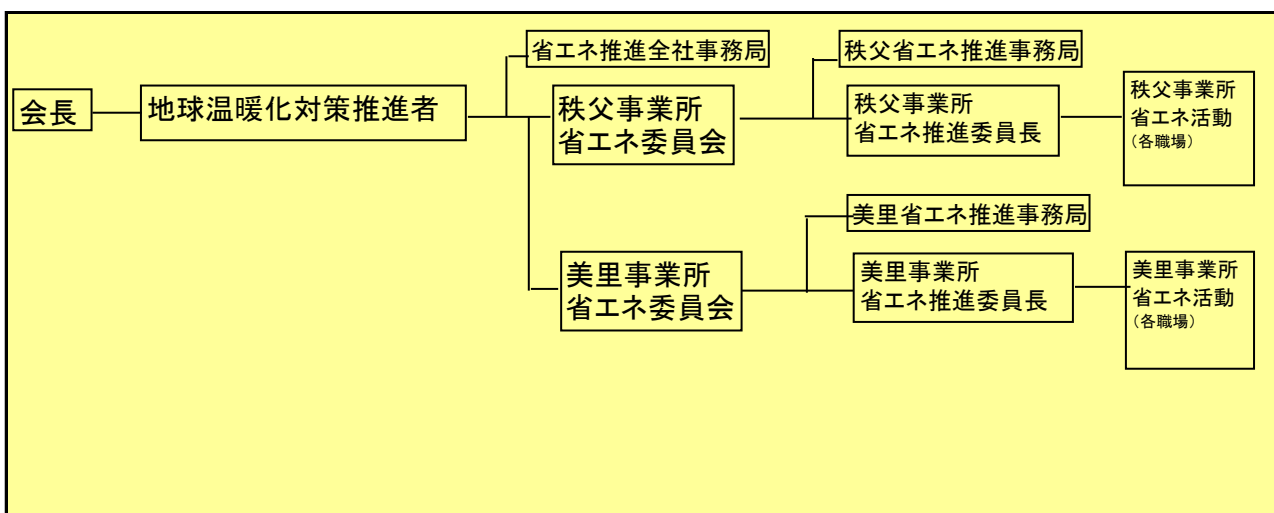 会長
地球温暖化対策推進者
省エネ推進全社事務局
秩父事業所
省エネ委員会
秩父省エネ推進事務局
秩父事業所
省エネ推進委員長
秩父事業所
省エネ活動
（各職場）
美里事業所
省エネ委員会
美里省エネ推進事務局
美里事業所
省エネ推進委員長
美里事業所
省エネ活動
（各職場）